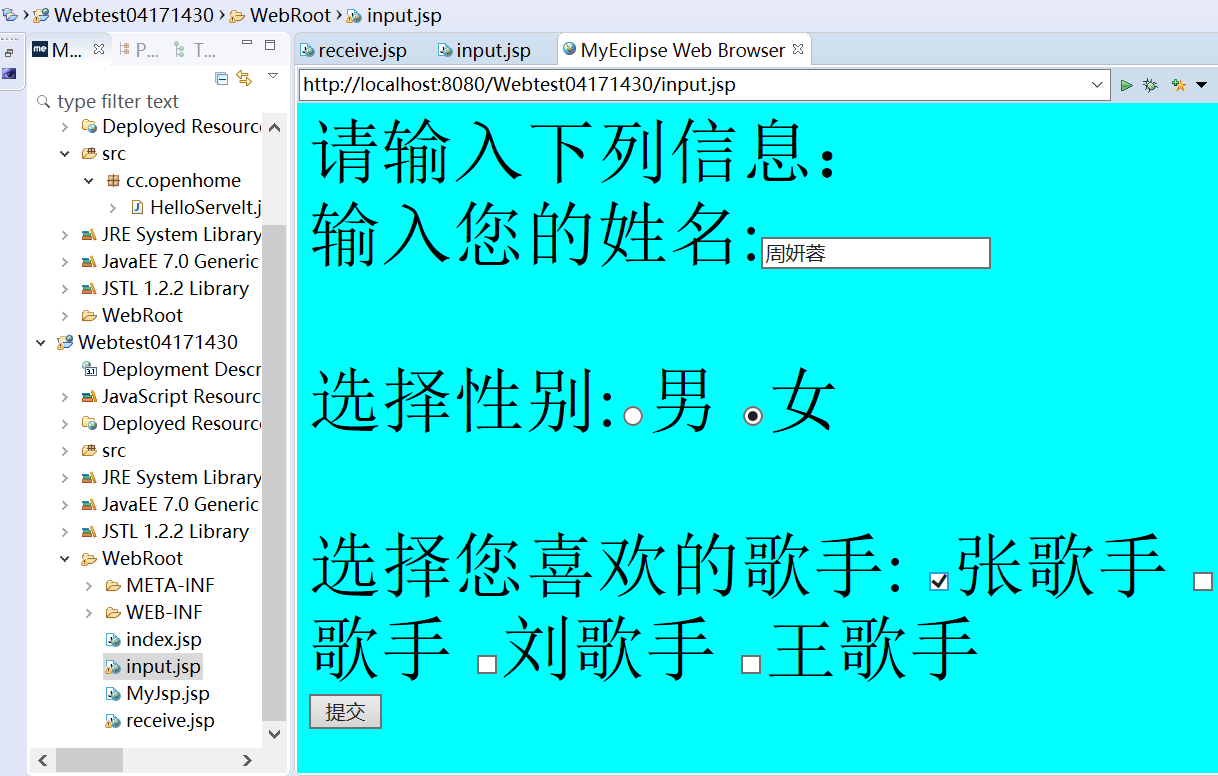 Webtest04171430 › WebRoot › input.jsp
M... P... T...
type filter text
Deployed Resourc
src
cc.openhome
HelloServelt.j
JRE System Library
JavaEE 7.0 Generic
JSTL 1.2.2 Library
WebRoot
Webtest04171430
Deployment Descr
JavaScript Resourc
Deployed Resourc
src
JRE System Library
JavaEE 7.0 Generic
JSTL 1.2.2 Library
WebRoot
META-INF
WEB-INF
index.jsp
input.jsp
MyJsp.jsp
receive.jsp
receive.jsp input.jsp MyEclipse Web Browser
http://localhost:8080/Webtest04171430/input.jsp
请输入下列信息：
输入您的姓名:周妍蓉
选择性别:男 女
选择您喜欢的歌手: 张歌手
歌手 刘歌手 王歌手
提交